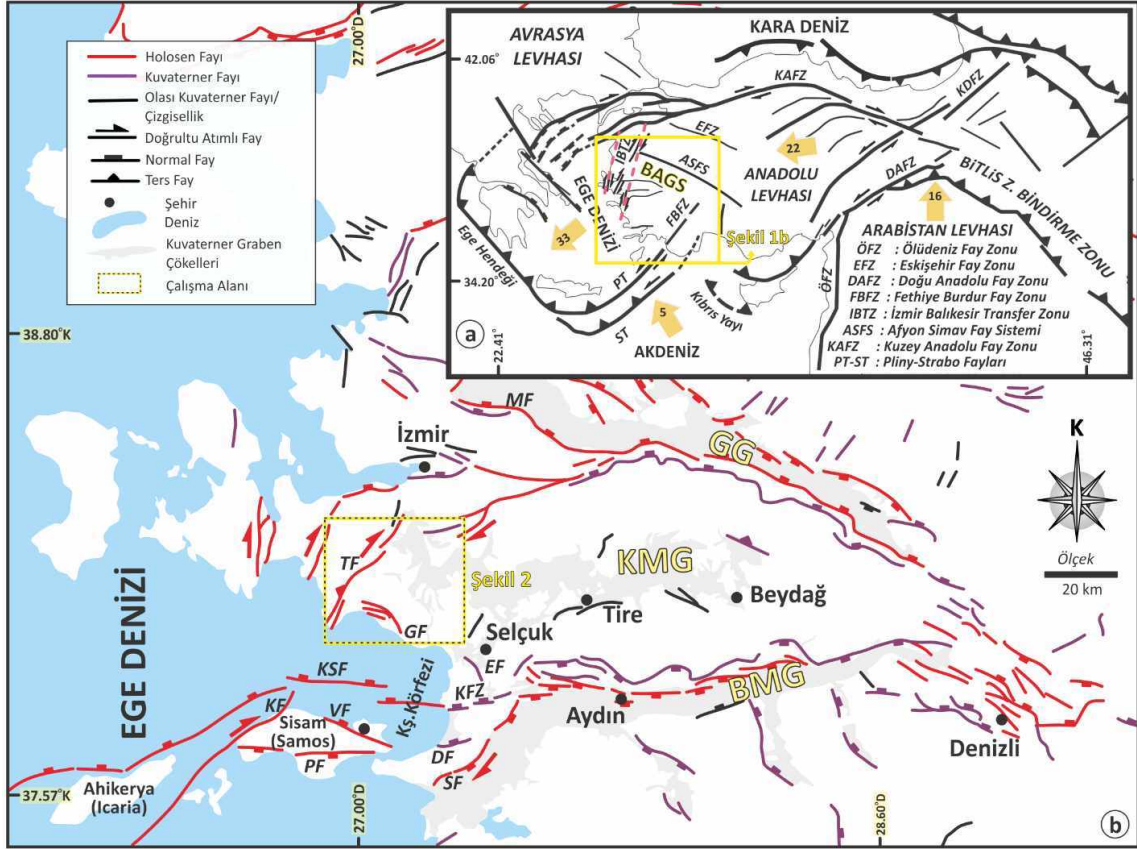 27.00°D
Holosen Fayı
Kuvaterner Fayı
Olası Kuvaterner Fayı/
Çizgisellik
Doğrultu Atımlı Fay
Normal Fay
Ters Fay
Şehir
Deniz
Kuvaterner Graben
Çökelleri
Çalışma Alanı
AVRASYA
LEVHASI
KARA DENİZ
42.06°
KAFZ
KDFZ
EFZ
IBTZ
ASFS
22
BAGS
ANADOLU
LEVHASI
DAFZ
BİTLİS Z. BİNDİRME ZONU
EGE DENİZİ
FBFZ
16
33
Şekil 1b
Ege Hendeği
34.20°
PT
ST
5
Kıbrıs Yayı
ÖFZ
AKDENİZ
a
22.41°
46.31°
ARABİSTAN LEVHASI
ÖFZ : Ölüdeniz Fay Zonu
EFZ : Eskişehir Fay Zonu
DAFZ : Doğu Anadolu Fay Zonu
FBFZ : Fethiye Burdur Fay Zonu
IBTZ : İzmir Balıkesir Transfer Zonu
ASFS : Afyon Simav Fay Sistemi
KAFZ : Kuzey Anadolu Fay Zonu
PT-ST : Pliny-Strabo Fayları
38.80°K
MF
İzmir
GG
K
Ölçek
20 km
TF
Şekil 2
KMG
Tire
Beydağ
GF
Selçuk
EGE DENİZİ
EF
KSF
KFZ
Kş.Körfezi
BMG
KF
VF
Sisam
(Samos)
Aydın
Denizli
PF
DF
SF
Ahikerya
(Icaria)
37.57°K
27.00°D
28.60°D
b